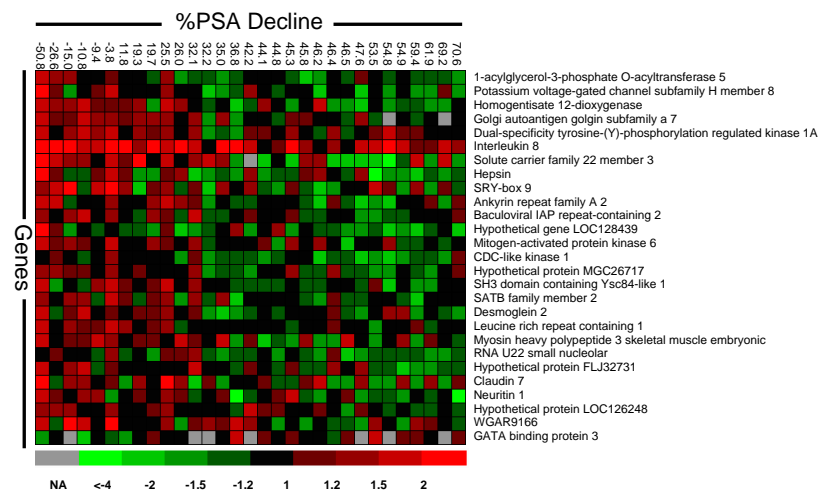 %PSA Decline
-50.8 -26.6 -15.0 -10.8 -9.4 -3.8 11.8 19.3 19.7 25.5 26.0 32.1 32.2 35.0 36.8 42.2 44.1 44.8 45.3 45.8 46.2 46.4 46.5 47.6 53.5 54.8 54.9 59.4 61.9 69.2 70.6
Genes
1-acylglycerol-3-phosphate O-acyltransferase 5
Potassium voltage-gated channel subfamily H member 8
Homogentisate 12-dioxygenase
Golgi autoantigen golgin subfamily a 7
Dual-specificity tyrosine-(Y)-phosphorylation regulated kinase 1A
Interleukin 8
Solute carrier family 22 member 3
Hepsin
SRY-box 9
Ankyrin repeat family A 2
Baculoviral IAP repeat-containing 2
Hypothetical gene LOC128439
Mitogen-activated protein kinase 6
CDC-like kinase 1
Hypothetical protein MGC26717
SH3 domain containing Ysc84-like 1
SATB family member 2
Desmoglein 2
Leucine rich repeat containing 1
Myosin heavy polypeptide 3 skeletal muscle embryonic
RNA U22 small nucleolar
Hypothetical protein FLJ32731
Claudin 7
Neuritin 1
Hypothetical protein LOC126248
WGAR9166
GATA binding protein 3
NA <-4 -2 -1.5 -1.2 1 1.2 1.5 2